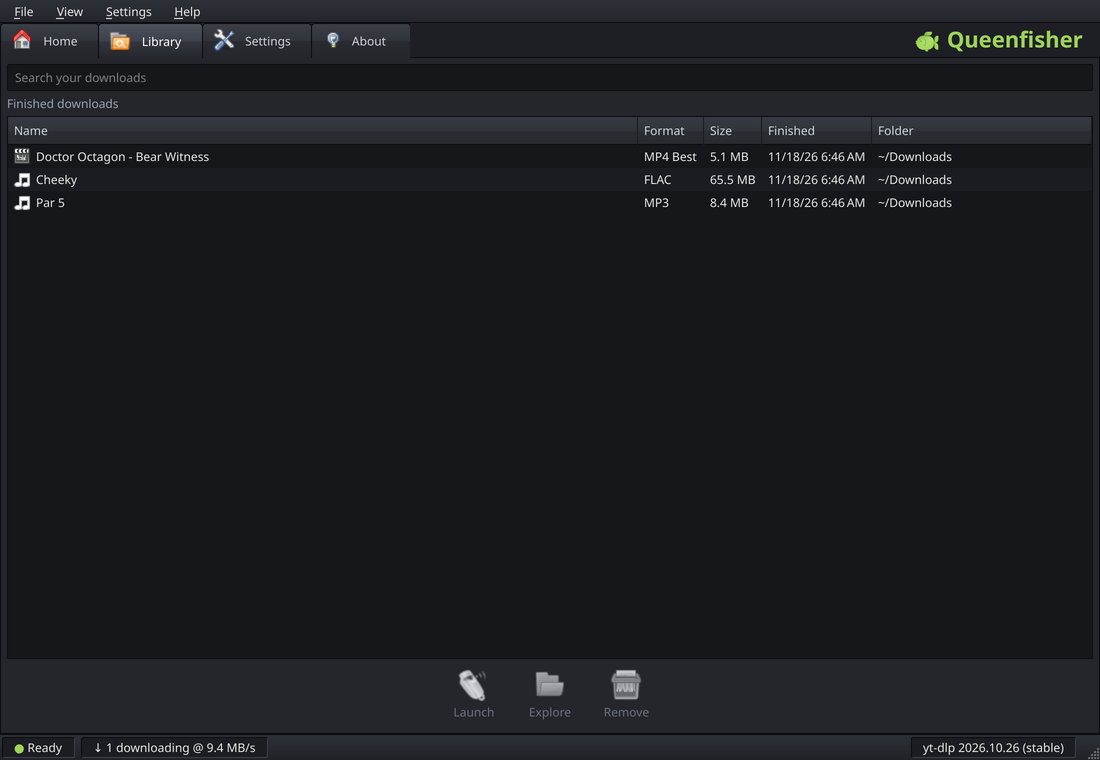 File View Settings Help
Home Library Settings About Queenfisher
Search your downloads
Finished downloads
Name Format Size Finished Folder
Doctor Octagon - Bear Witness MP4 Best 5.1 MB 11/18/26 6:46 AM ~/Downloads
Cheeky FLAC 65.5 MB 11/18/26 6:46 AM ~/Downloads
Par 5 MP3 8.4 MB 11/18/26 6:46 AM ~/Downloads
Launch Explore Remove
Ready ↓ 1 downloading @ 9.4 MB/s yt-dlp 2026.10.26 (stable)